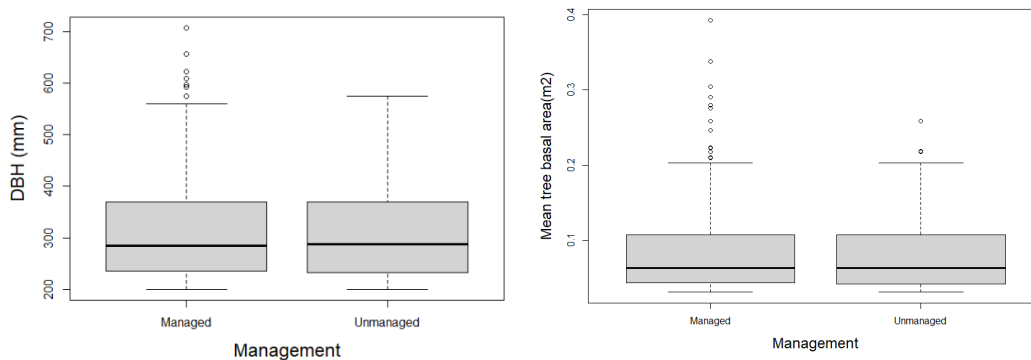 DBH (mm)
700
600
500
400
300
200
Managed
Unmanaged
Management
Mean tree basal area(m2)
0.4
0.3
0.2
0.1
Managed
Unmanaged
Management